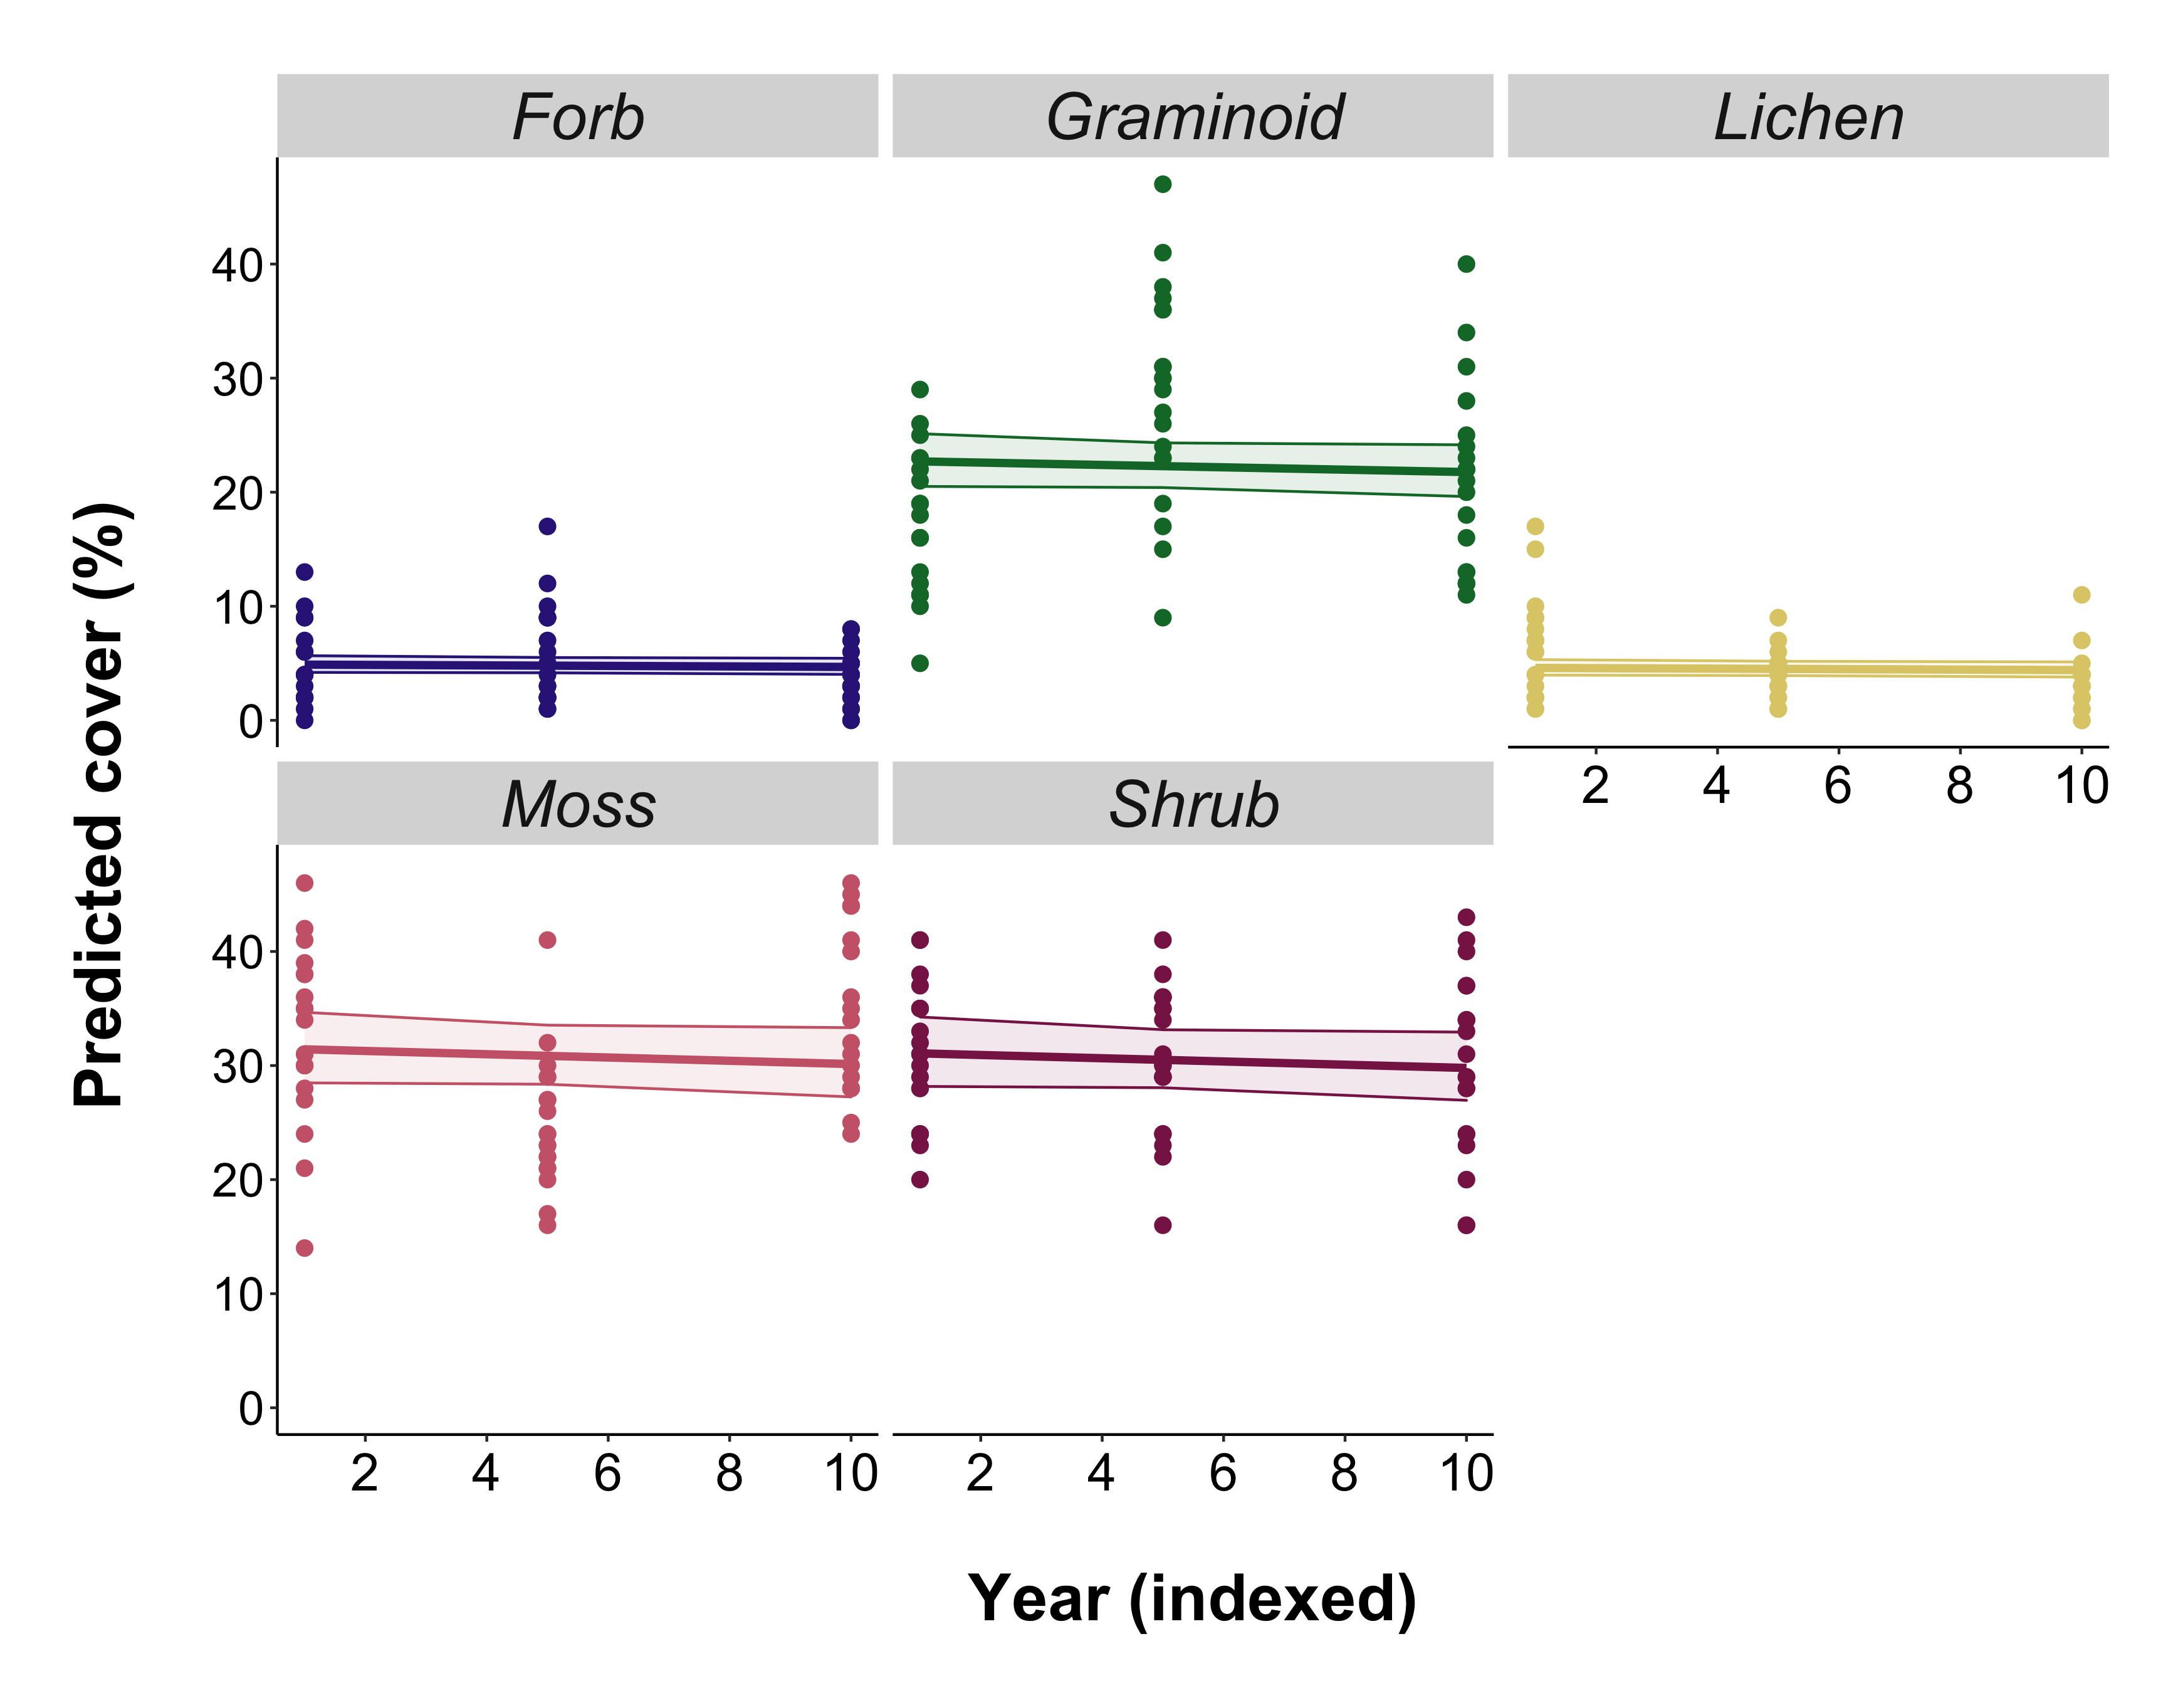 Forb Graminoid Lichen
40
30
20
10
0
2 4 6 8 10
Moss Shrub
40
30
20
10
0
2 4 6 8 10 2 4 6 8 10
Predicted cover (%)
Year (indexed)